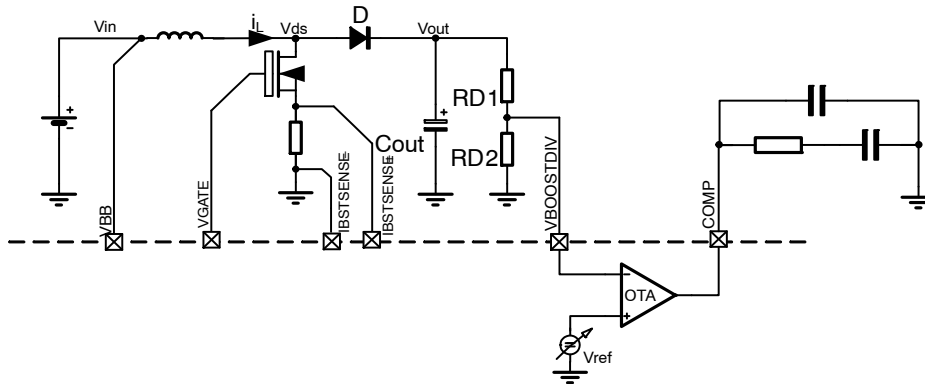 Vin
iL
Vds
D
Vout
RD1
Cout
RD2
VBB
VGATE
IBSTSENSE-
IBSTSENSE+
VBOOSTDIV
COMP
OTA
Vref